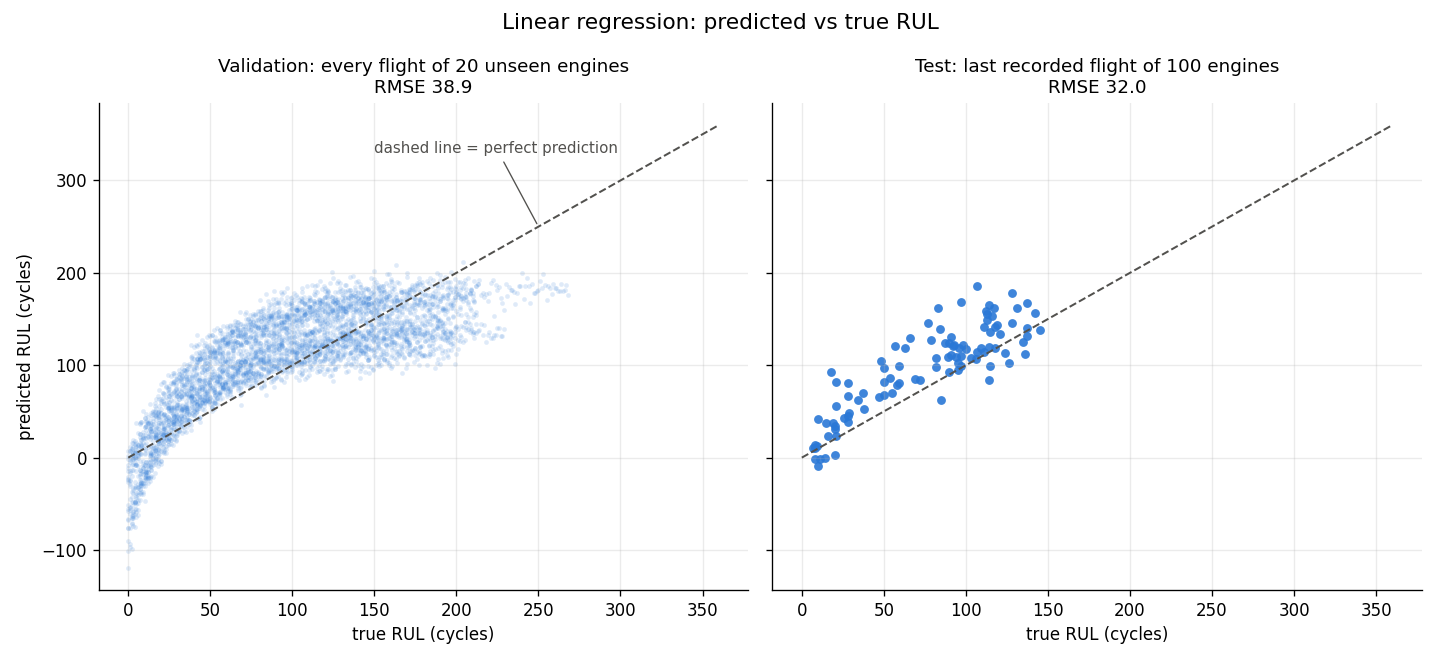 Linear regression: predicted vs true RUL
Validation: every flight of 20 unseen engines
RMSE 38.9
dashed line = perfect prediction
predicted RUL (cycles)
300
200
100
0
−100
0 50 100 150 200 250 300 350
true RUL (cycles)
Test: last recorded flight of 100 engines
RMSE 32.0
0 50 100 150 200 250 300 350
true RUL (cycles)